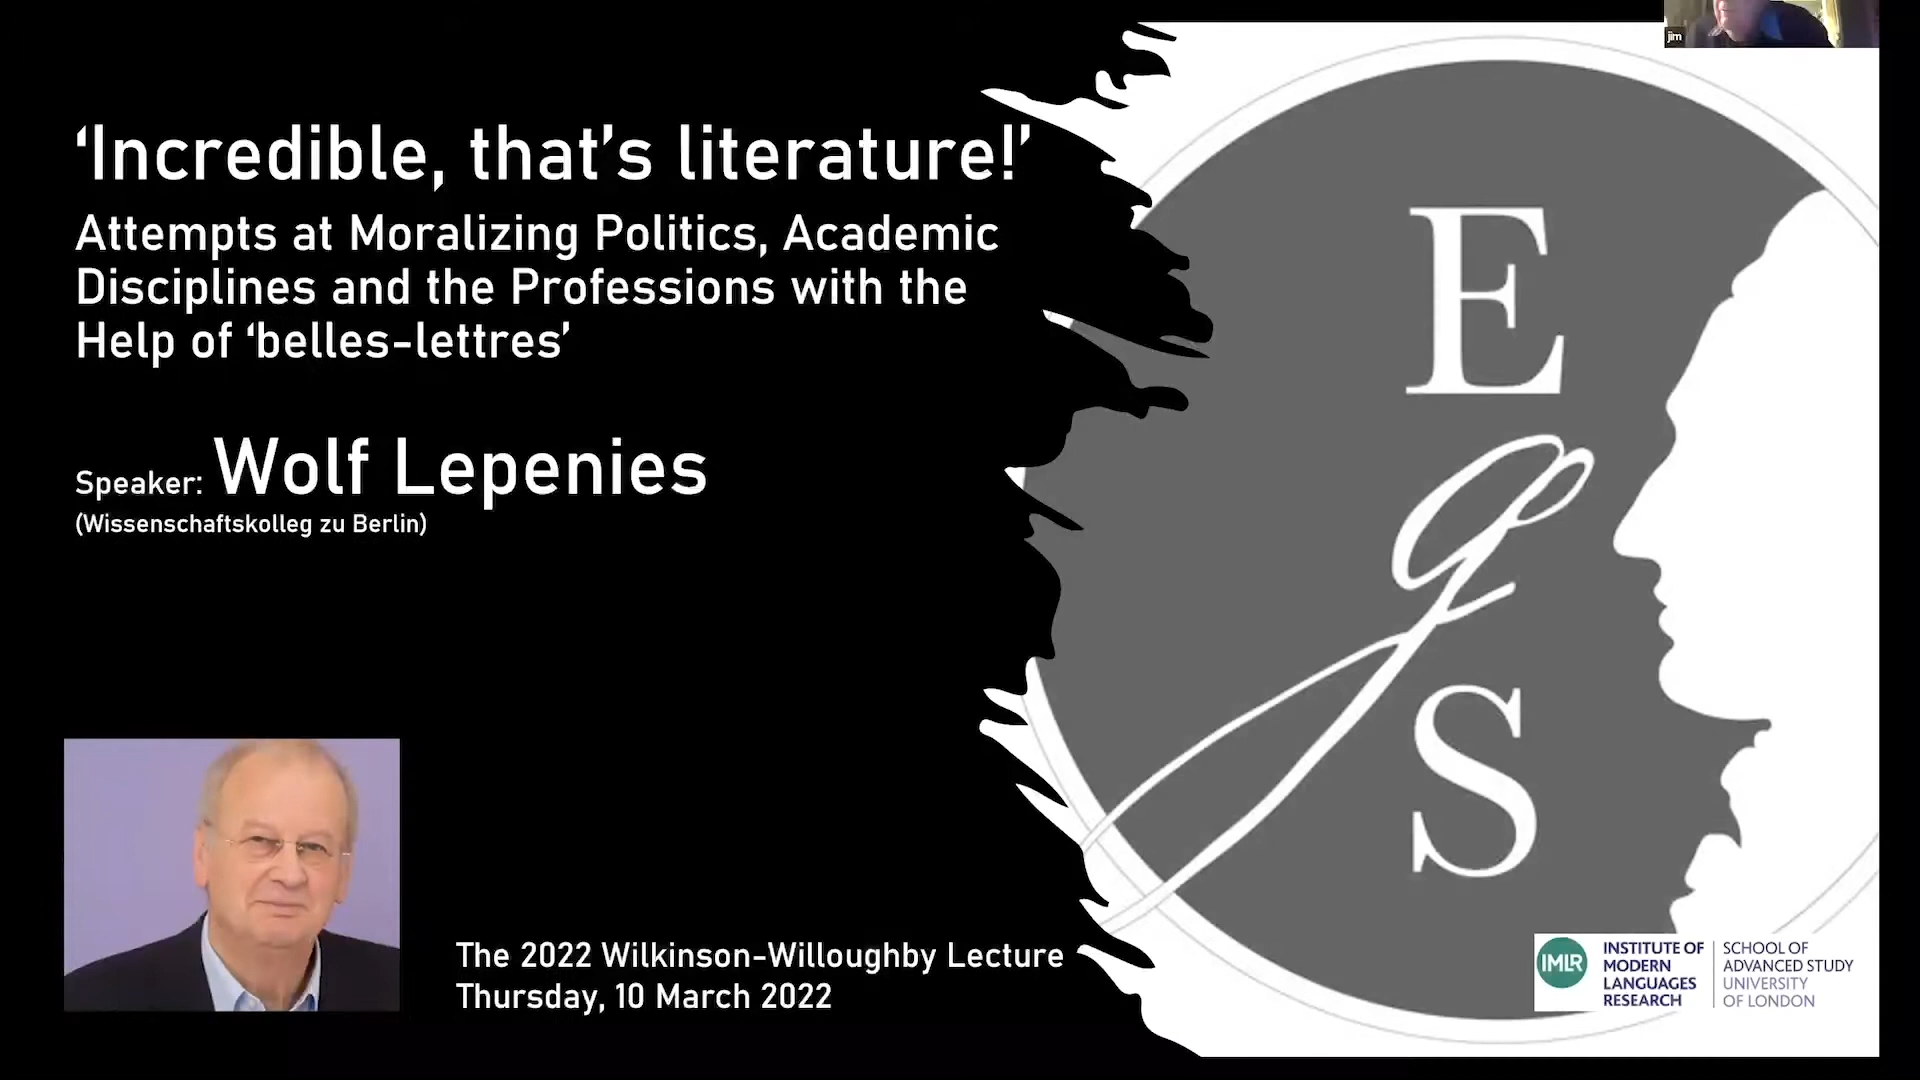 jim
‘Incredible, that’s literature!’
Attempts at Moralizing Politics, Academic
Disciplines and the Professions with the
Help of ‘belles-lettres’
Speaker: Wolf Lepenies
(Wissenschaftskolleg zu Berlin)
The 2022 Wilkinson-Willoughby Lecture
Thursday, 10 March 2022
E
g
S
IMLR
INSTITUTE OF
MODERN
LANGUAGES
RESEARCH
SCHOOL OF
ADVANCED STUDY
UNIVERSITY
OF LONDON